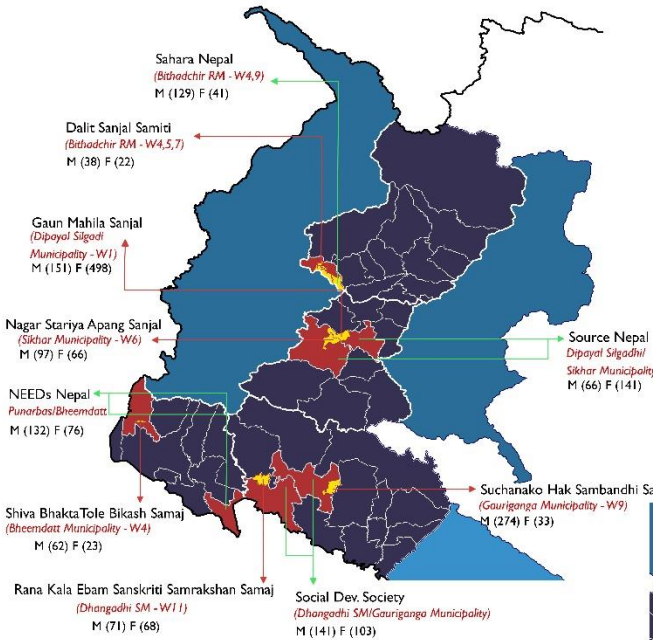 Sahara Nepal
(Bithadchir RM - W4,9)
M (129) F (41)
Dalit Sanjal Samiti
(Bithadchir RM - W4,5,7)
M (38) F (22)
Gaun Mahila Sanjal
(Dipayal Silgadi
Municipality - W1)
M (151) F (498)
Nagar Stariya Apang Sanjal
(Sikhar Municipality - W6)
M (97) F (66)
Source Nepal
Dipayal Silgadhi/
Sikhar Municipality
M (66) F (141)
NEEDs Nepal
Punarbas/Bheemdatt
M (132) F (76)
Shiva BhaktaTole Bikash Samaj
(Bheemdatt Municipality - W4)
M (62) F (23)
Suchanako Hak Sambandhi Sa
(Gauriganga Municipality - W9)
M (274) F (33)
Rana Kala Ebam Sanskriti Samrakshan Samaj
(Dhangadhi SM - W11)
M (71) F (68)
Social Dev. Society
(Dhangadhi SM/Gauriganga Municipality)
M (141) F (103)